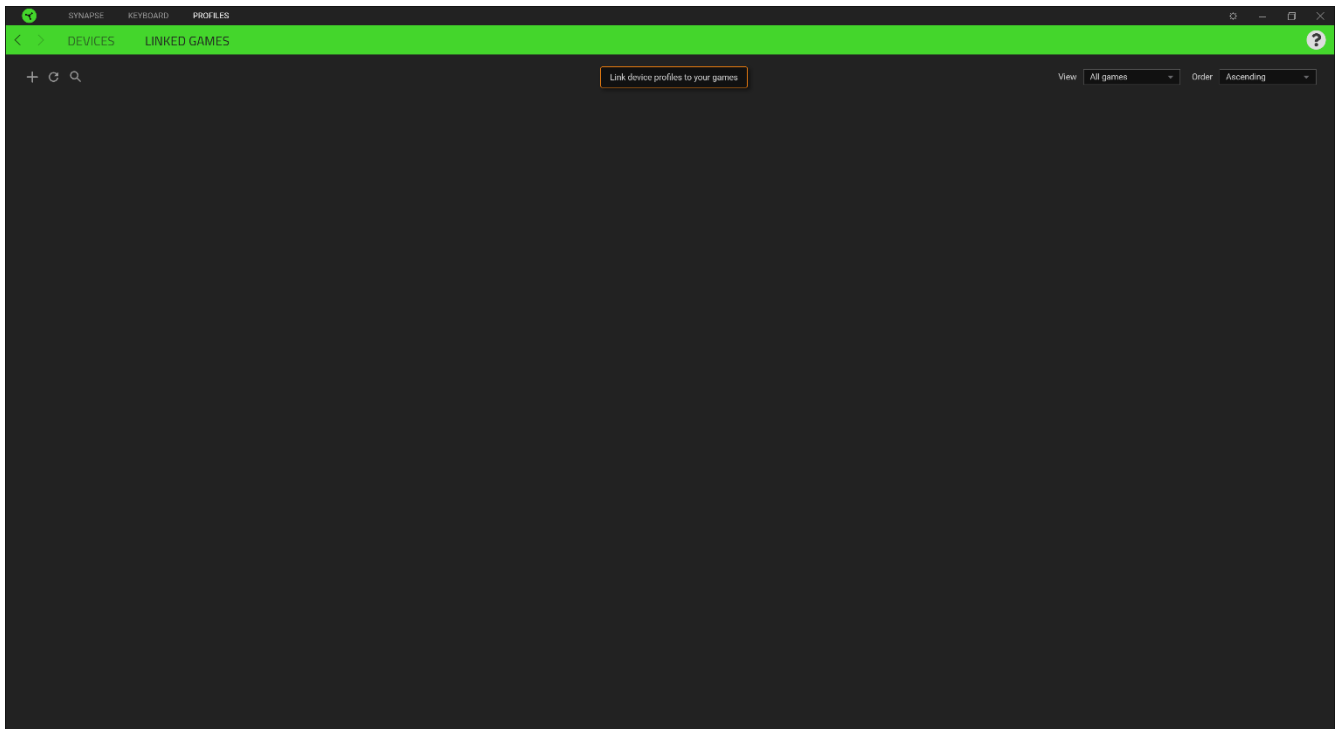 SYNAPSE KEYBOARD PROFILES
DEVICES LINKED GAMES ?
Link device profiles to your games View All games Order Ascending